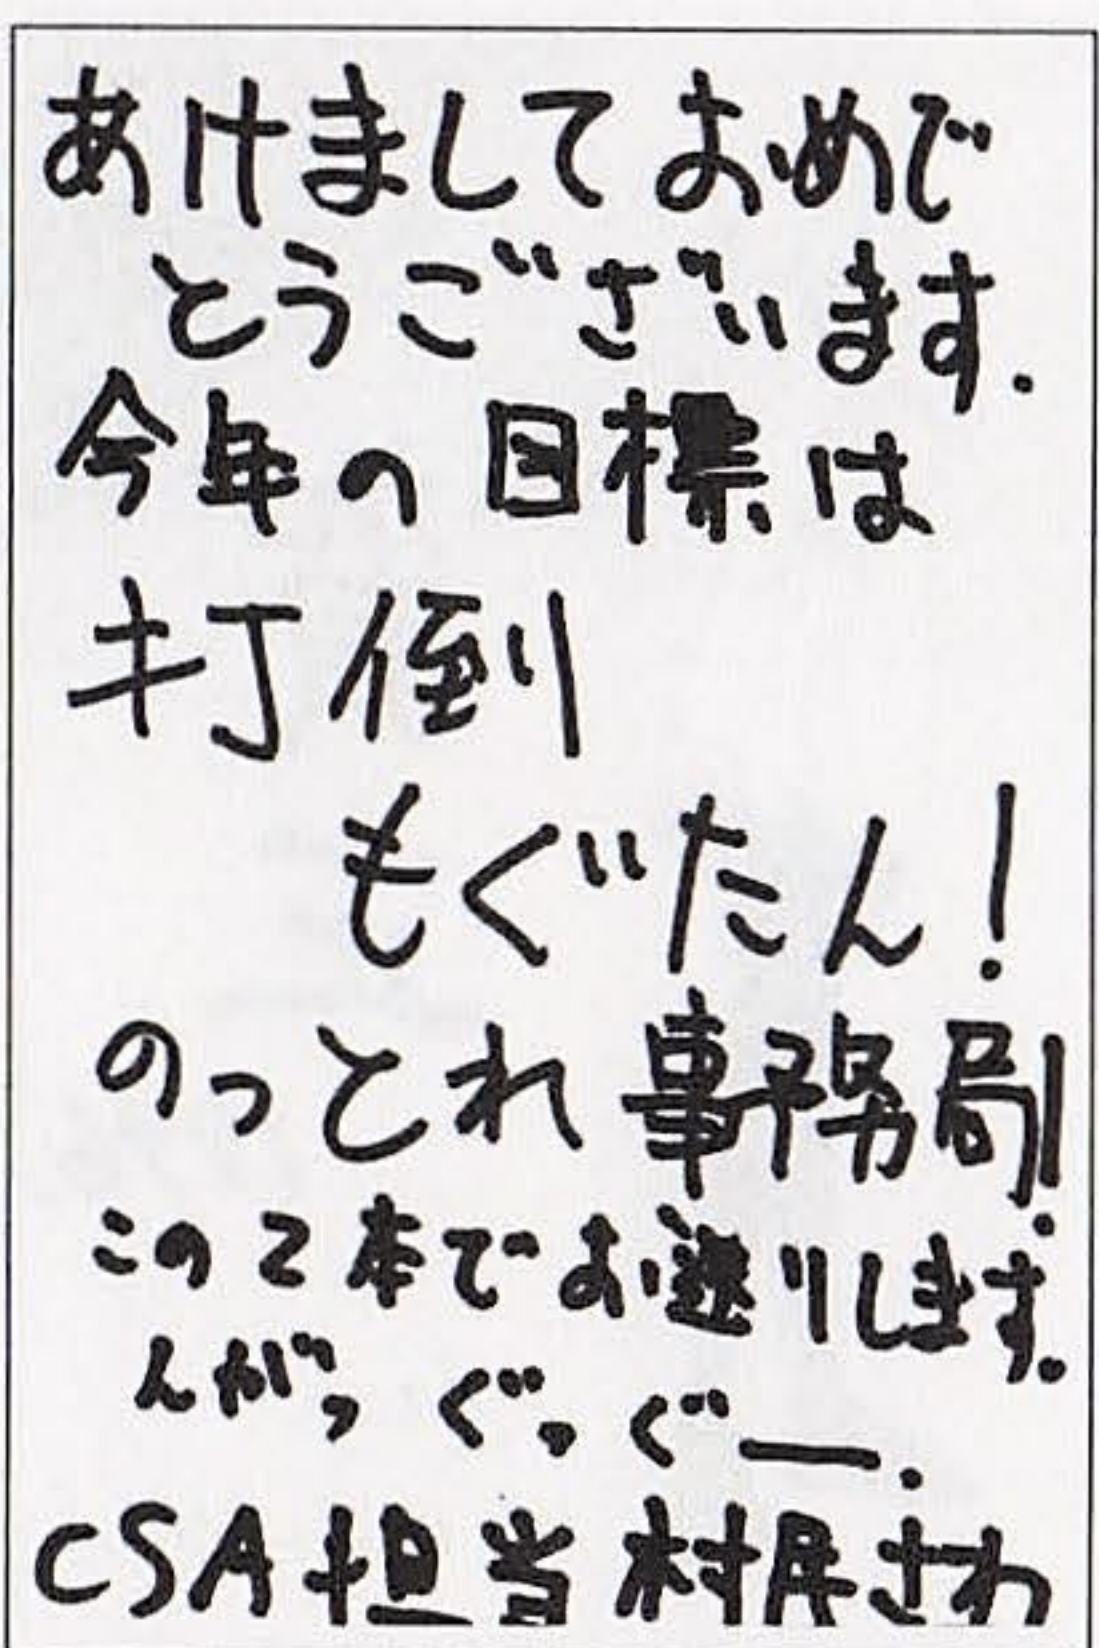 あけましておめで
とうございます.
今年の目標は
打倒
もぐたん!
のっとれ事務局!
この2本でお送りします。
んがっぐっぐー.
CSA担当 村